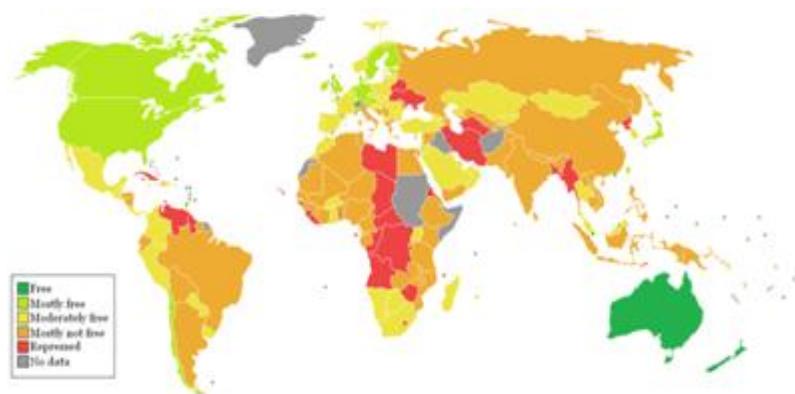 Free
Mostly free
Moderately free
Mostly not free
Repressed
No data